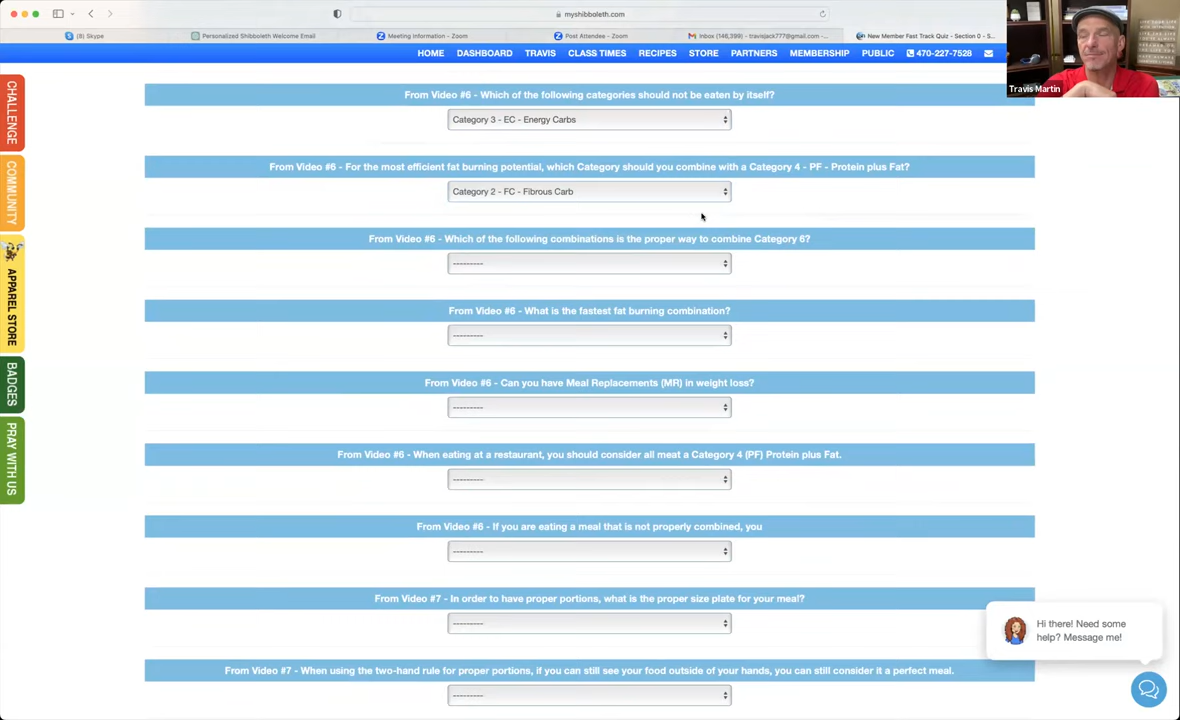 myshibboleth.com
(8) Skype
Personalized Shibboleth Welcome Email
Meeting Information - Zoom
Post Attendee - Zoom
Inbox (146,399) - travisjack777@gmail.com -...
New Member Fast Track Quiz - Section 0 - S...
HOME DASHBOARD TRAVIS CLASS TIMES RECIPES STORE PARTNERS MEMBERSHIP PUBLIC 470-227-7528
Travis Martin
CHALLENGE
COMMUNITY
APPAREL STORE
BADGES
PRAY WITH US
From Video #6 - Which of the following categories should not be eaten by itself?
Category 3 - EC - Energy Carbs
From Video #6 - For the most efficient fat burning potential, which Category should you combine with a Category 4 - PF - Protein plus Fat?
Category 2 - FC - Fibrous Carb
From Video #6 - Which of the following combinations is the proper way to combine Category 6?
---------
From Video #6 - What is the fastest fat burning combination?
---------
From Video #6 - Can you have Meal Replacements (MR) in weight loss?
---------
From Video #6 - When eating at a restaurant, you should consider all meat a Category 4 (PF) Protein plus Fat.
---------
From Video #6 - If you are eating a meal that is not properly combined, you
---------
From Video #7 - In order to have proper portions, what is the proper size plate for your meal?
---------
From Video #7 - When using the two-hand rule for proper portions, if you can still see your food outside of your hands, you can still consider it a perfect meal.
---------
Hi there! Need some
help? Message me!